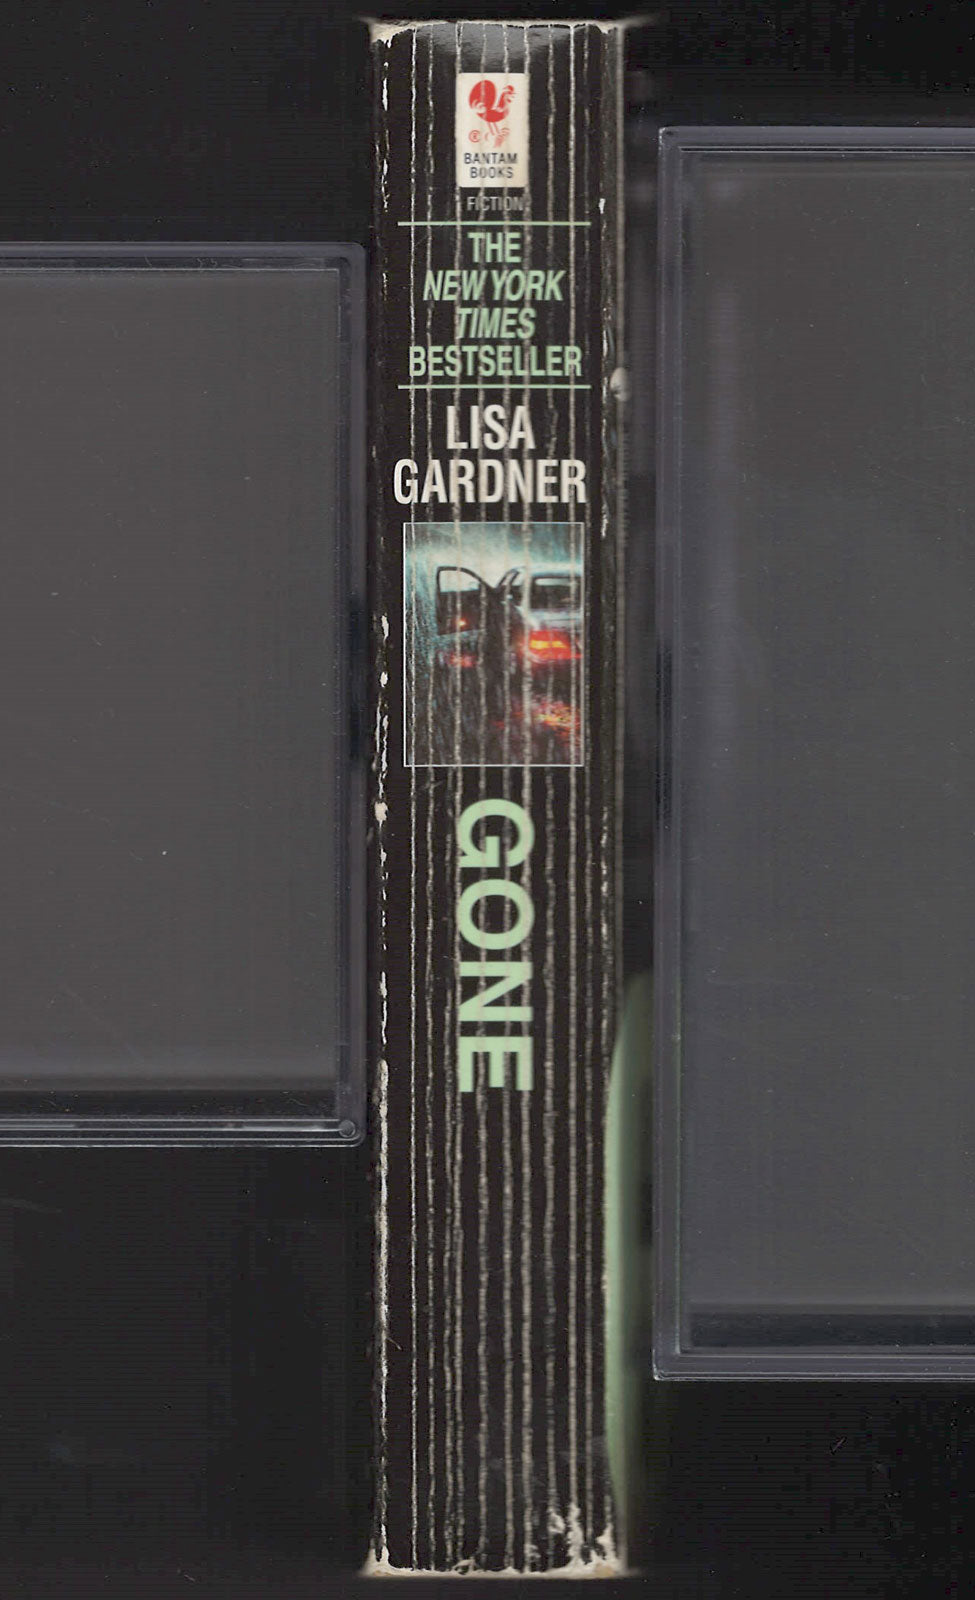 ®
BANTAM
BOOKS
FICTION
THE
NEW YORK
TIMES
BESTSELLER
LISA
GARDNER
GONE